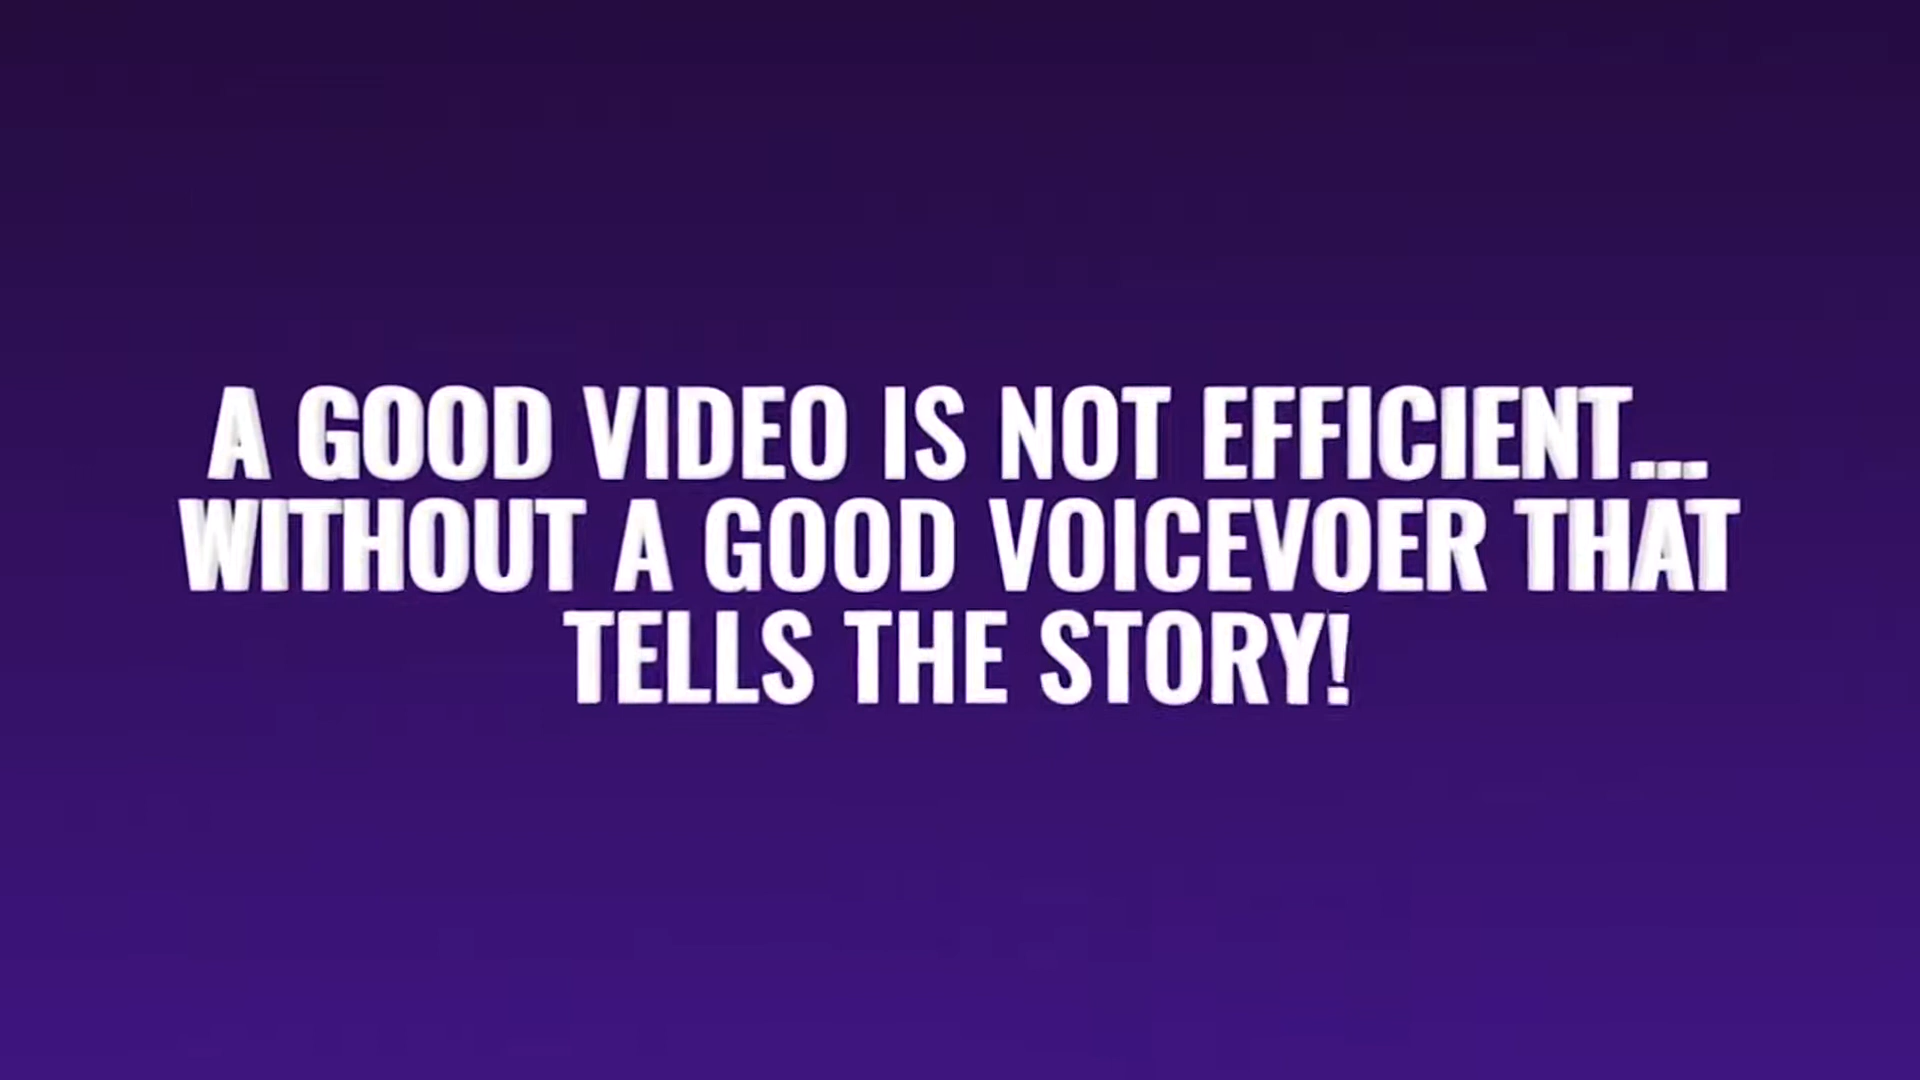 A GOOD VIDEO IS NOT EFFICIENT...
WITHOUT A GOOD VOICEVOER THAT
TELLS THE STORY!